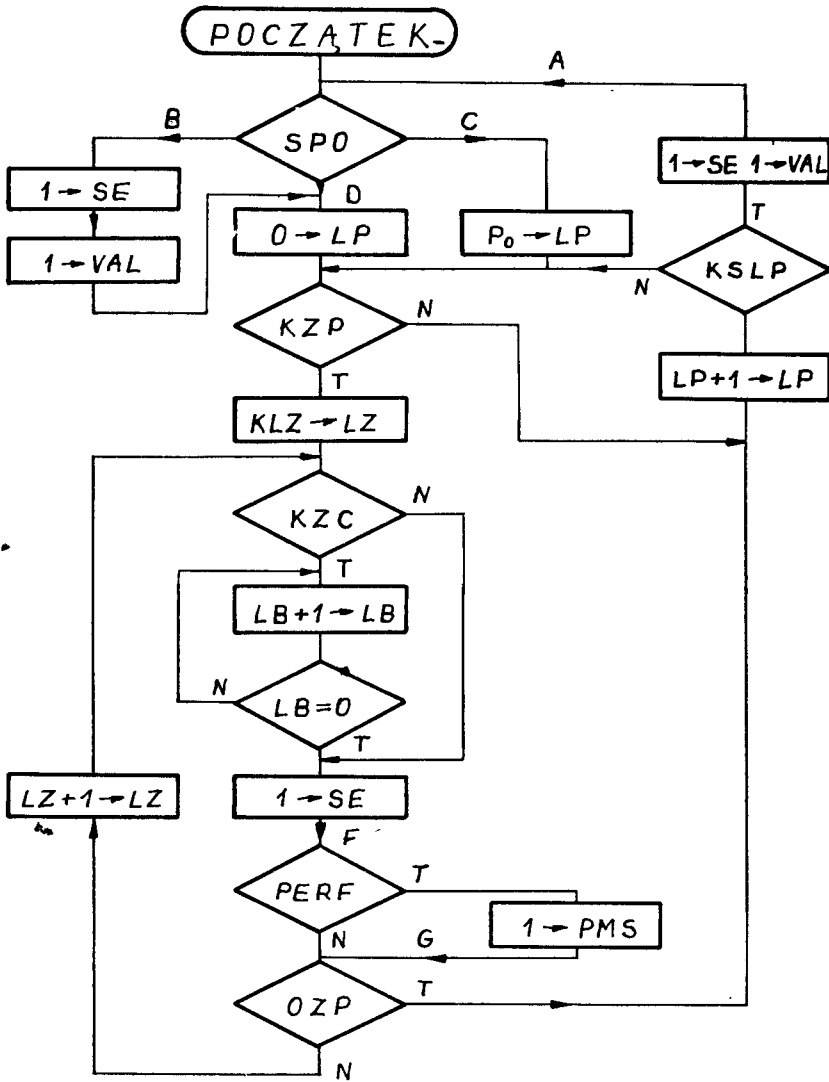 POCZĄTEK
A
B
SPO
C
1→SE
1→SE 1→VAL
D
T
0→LP
P₀→LP
1→VAL
KSLP
N
KZP
N
T
LP+1→LP
KLZ→LZ
KZC
N
T
LB+1→LB
N
LB=0
T
LZ+1→LZ
1→SE
F
PERF
T
1→PMS
N
G
OZP
T
N